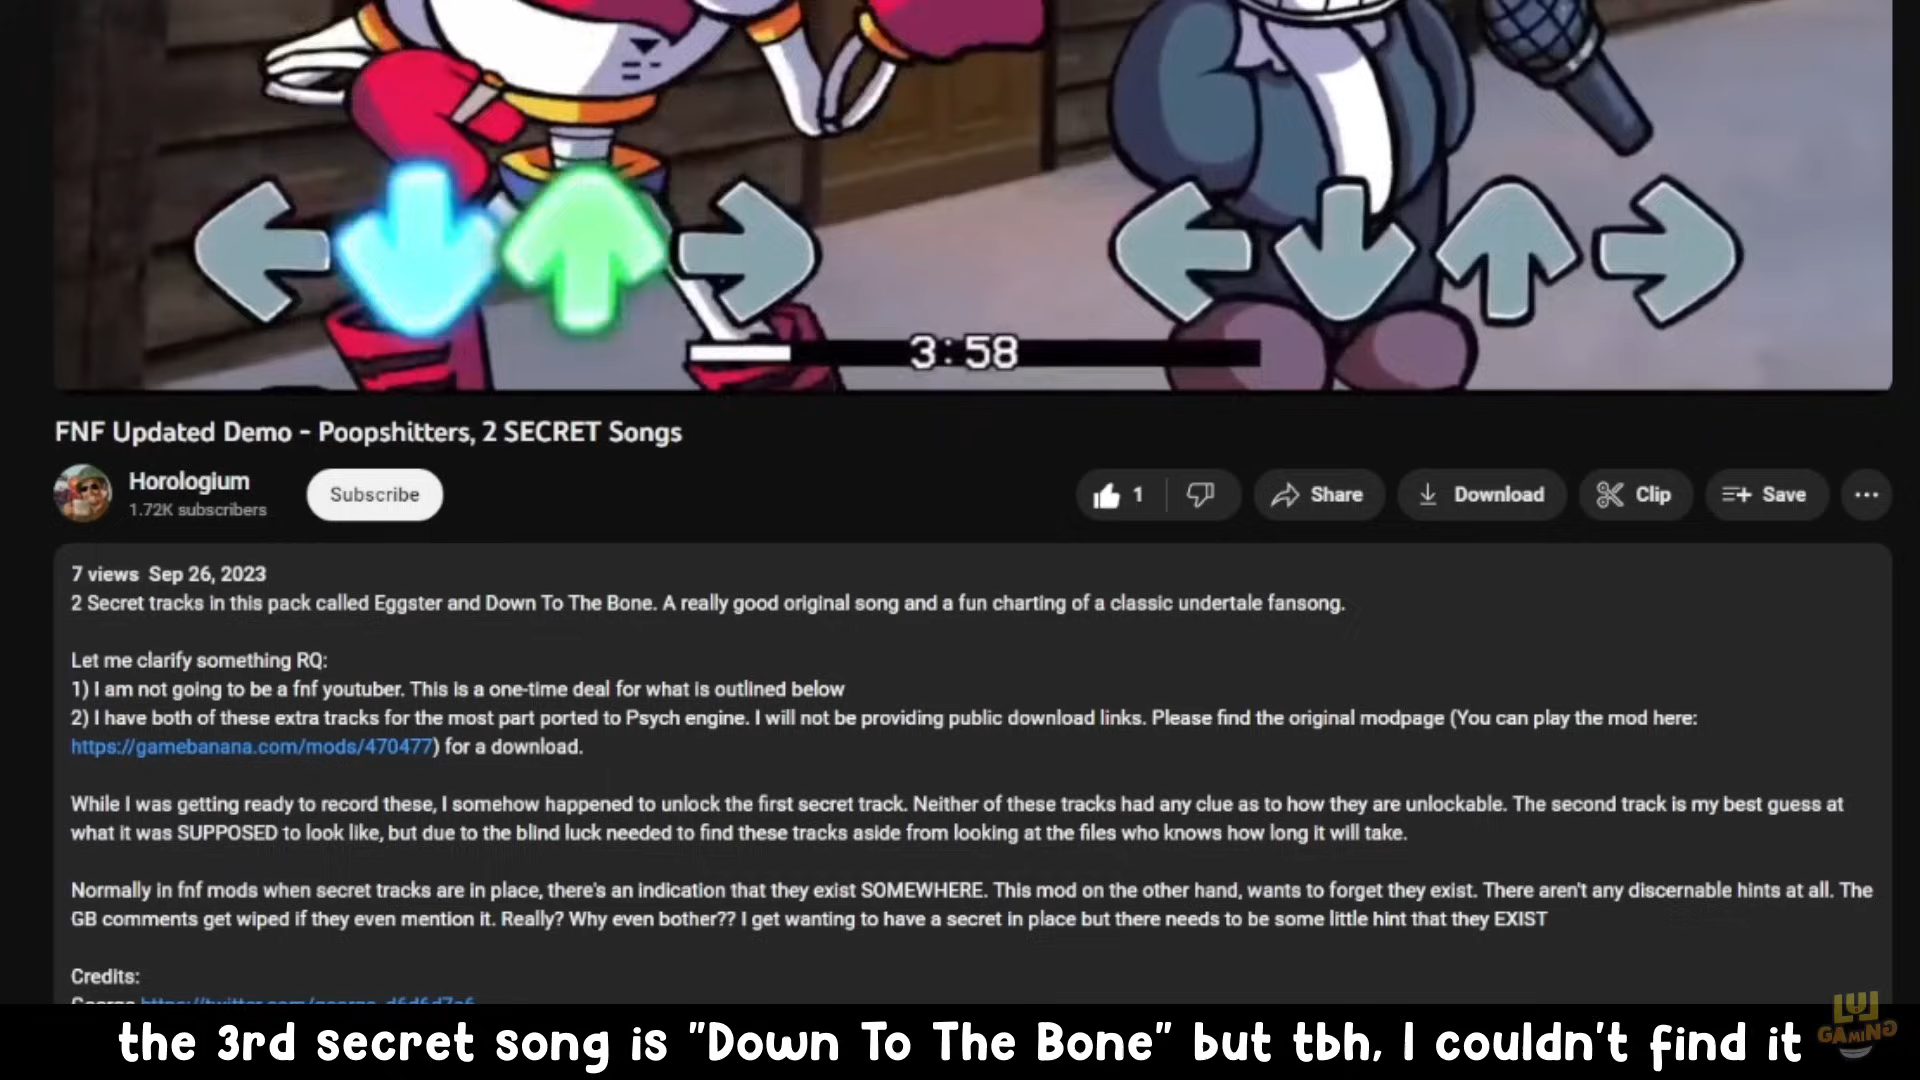 3:58
FNF Updated Demo - Poopshitters, 2 SECRET Songs
Horologium
1.72K subscribers
Subscribe
1
Share
Download
Clip
Save
7 views Sep 26, 2023
2 Secret tracks in this pack called Eggster and Down To The Bone. A really good original song and a fun charting of a classic undertale fansong.
Let me clarify something RQ:
1) I am not going to be a fnf youtuber. This is a one-time deal for what is outlined below
2) I have both of these extra tracks for the most part ported to Psych engine. I will not be providing public download links. Please find the original modpage (You can play the mod here:
https://gamebanana.com/mods/470477) for a download.
While I was getting ready to record these, I somehow happened to unlock the first secret track. Neither of these tracks had any clue as to how they are unlockable. The second track is my best guess at
what it was SUPPOSED to look like, but due to the blind luck needed to find these tracks aside from looking at the files who knows how long it will take.
Normally in fnf mods when secret tracks are in place, there's an indication that they exist SOMEWHERE. This mod on the other hand, wants to forget they exist. There aren't any discernable hints at all. The
GB comments get wiped if they even mention it. Really? Why even bother?? I get wanting to have a secret in place but there needs to be some little hint that they EXIST
Credits:
the 3rd secret song is "Down To The Bone" but tbh, I couldn't find it
GAMING